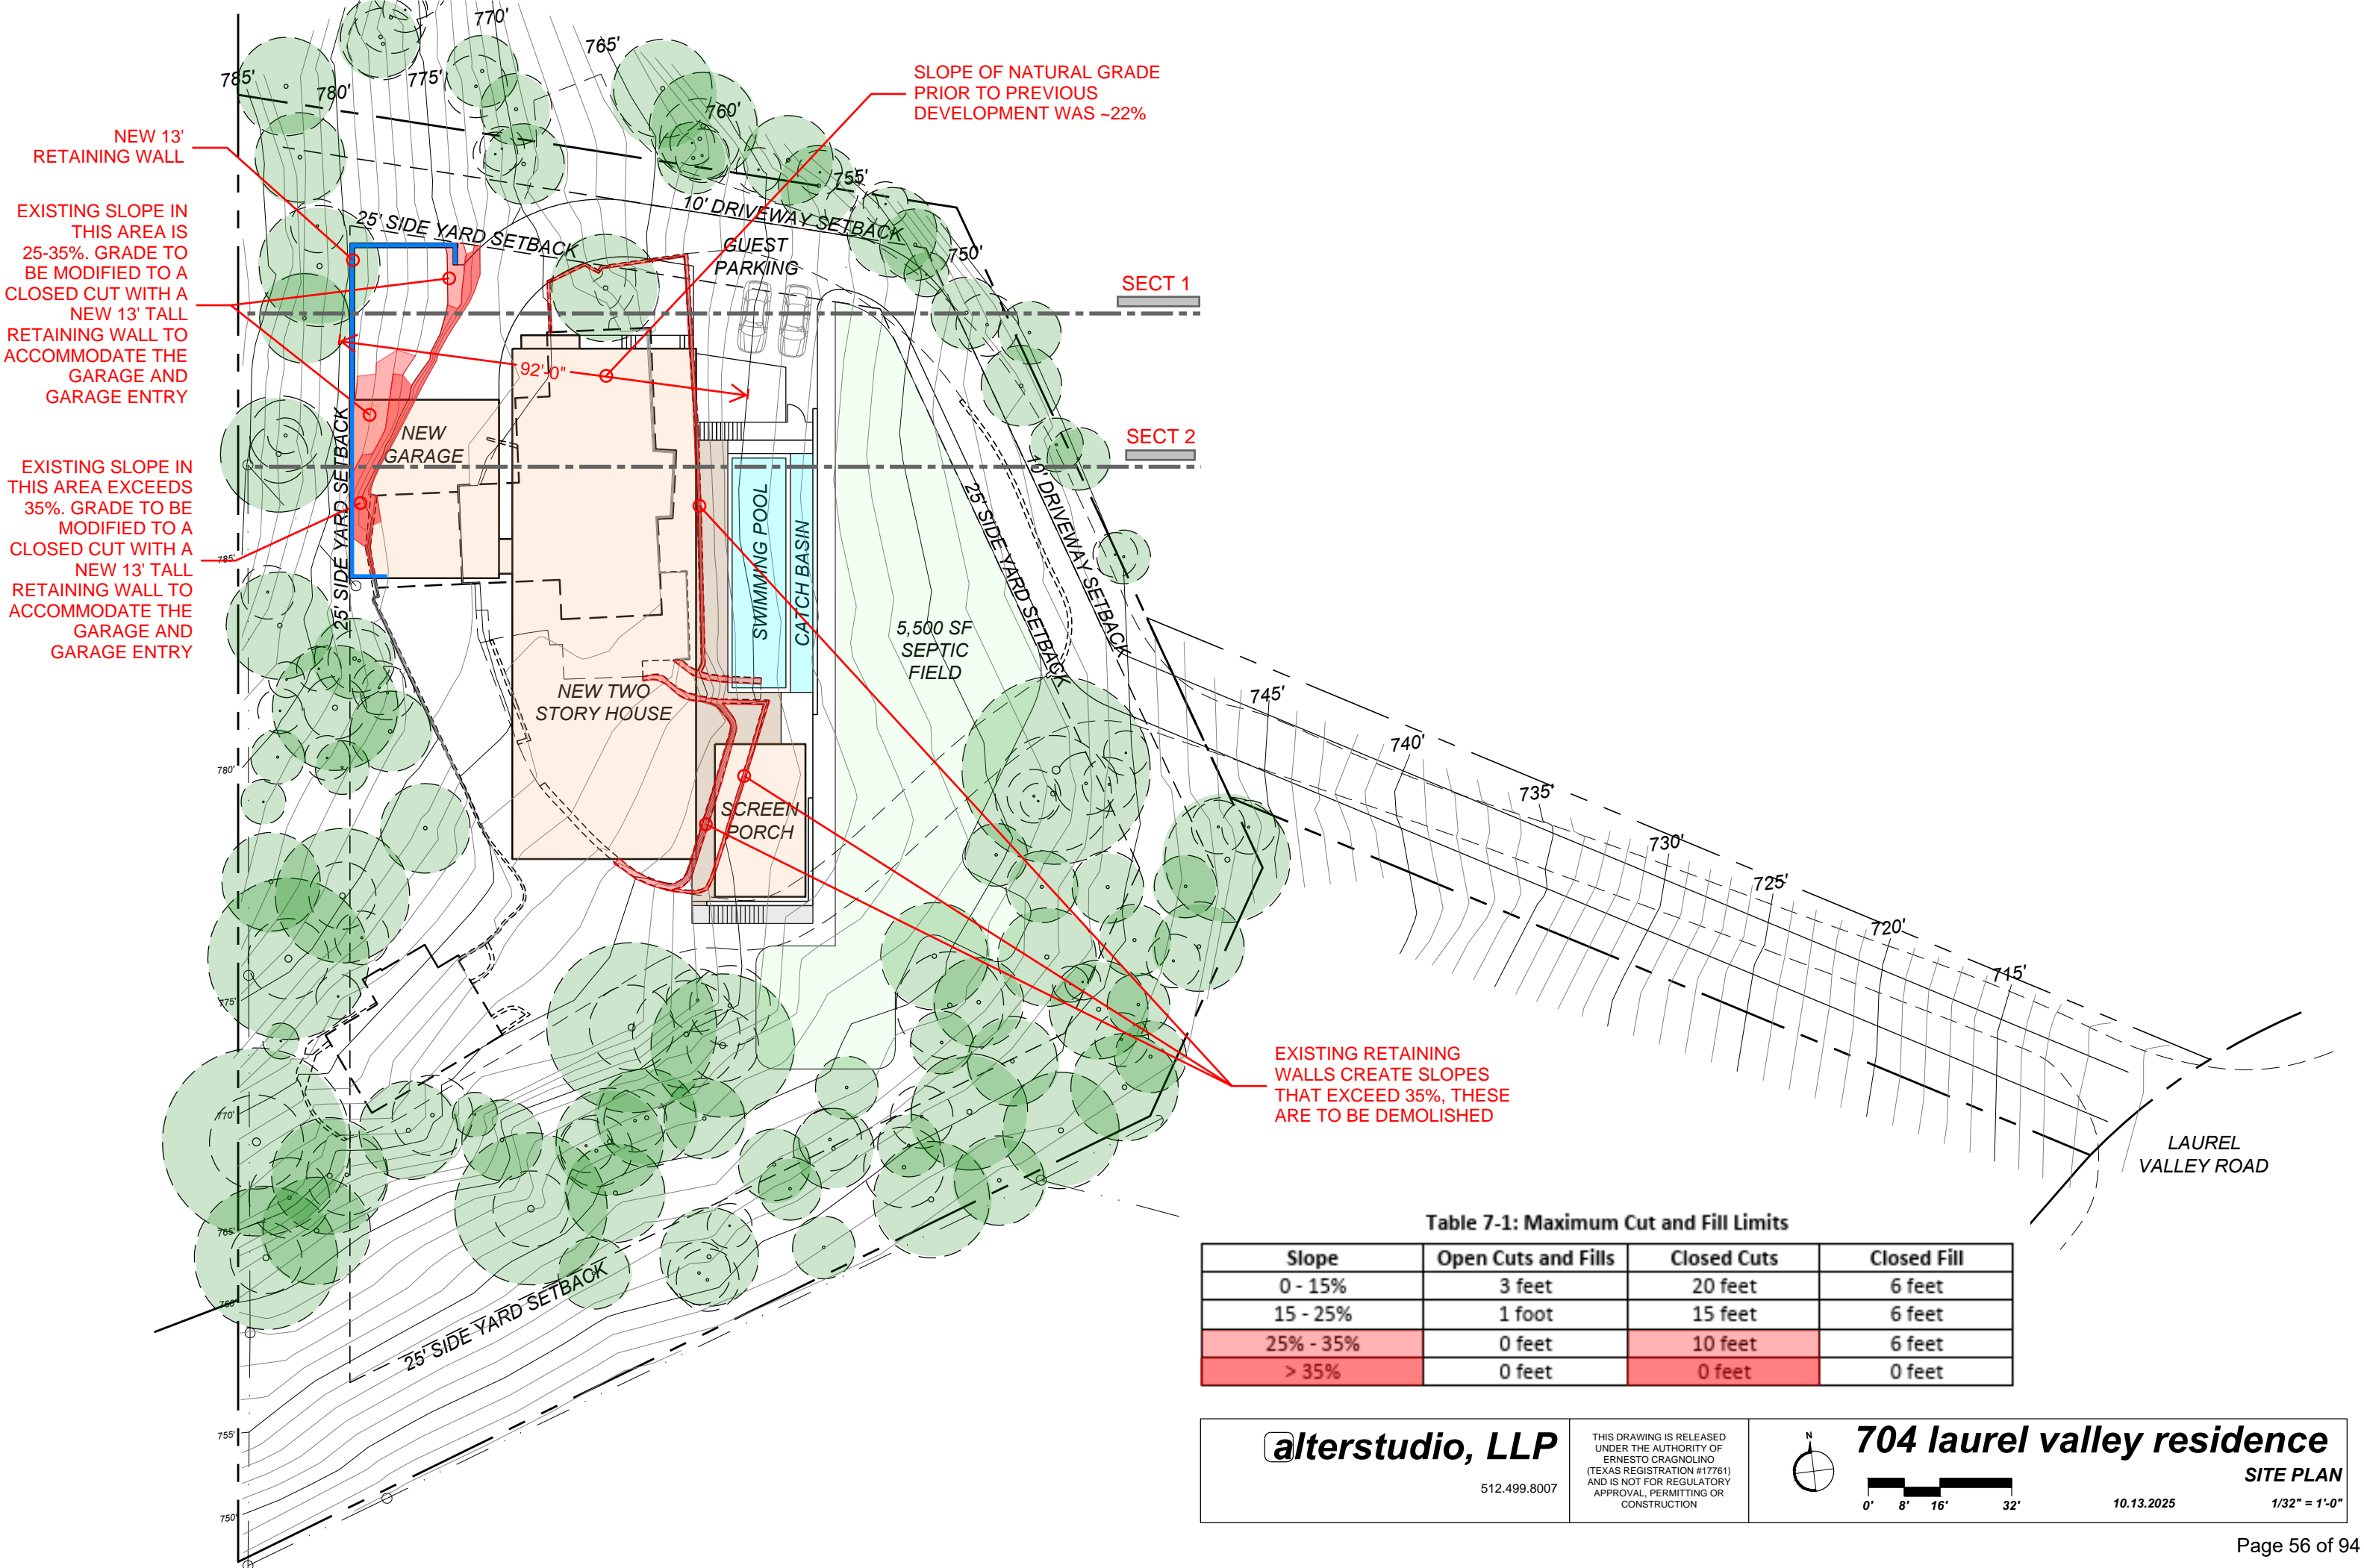 770'
765'
785'
780'
775'
760'
755'
750'
SLOPE OF NATURAL GRADE
PRIOR TO PREVIOUS
DEVELOPMENT WAS ~22%
NEW 13'
RETAINING WALL
EXISTING SLOPE IN
THIS AREA IS
25-35%. GRADE TO
BE MODIFIED TO A
CLOSED CUT WITH A
NEW 13' TALL
RETAINING WALL TO
ACCOMMODATE THE
GARAGE AND
GARAGE ENTRY
25' SIDE YARD SETBACK
10' DRIVEWAY SETBACK
GUEST
PARKING
SECT 1
92'-0"
NEW
GARAGE
SECT 2
25' SIDE YARD SETBACK
EXISTING SLOPE IN
THIS AREA EXCEEDS
35%. GRADE TO BE
MODIFIED TO A
CLOSED CUT WITH A
NEW 13' TALL
RETAINING WALL TO
ACCOMMODATE THE
GARAGE AND
GARAGE ENTRY
785'
SWIMMING POOL
CATCH BASIN
25' SIDE YARD SETBACK
10' DRIVEWAY SETBACK
5,500 SF
SEPTIC
FIELD
NEW TWO
STORY HOUSE
SCREEN
PORCH
745'
740'
735'
730'
725'
720'
715'
780'
775'
770'
765'
760'
755'
750'
EXISTING RETAINING
WALLS CREATE SLOPES
THAT EXCEED 35%, THESE
ARE TO BE DEMOLISHED
LAUREL
VALLEY ROAD
25' SIDE YARD SETBACK
Table 7-1: Maximum Cut and Fill Limits
Slope Open Cuts and Fills Closed Cuts Closed Fill
0 - 15% 3 feet 20 feet 6 feet
15 - 25% 1 foot 15 feet 6 feet
25% - 35% 0 feet 10 feet 6 feet
> 35% 0 feet 0 feet 0 feet
alterstudio, LLP
512.499.8007
THIS DRAWING IS RELEASED
UNDER THE AUTHORITY OF
ERNESTO CRAGNOLINO
(TEXAS REGISTRATION #17761)
AND IS NOT FOR REGULATORY
APPROVAL, PERMITTING OR
CONSTRUCTION
N
704 laurel valley residence
SITE PLAN
0' 8' 16' 32'
10.13.2025
1/32" = 1'-0"
Page 56 of 94